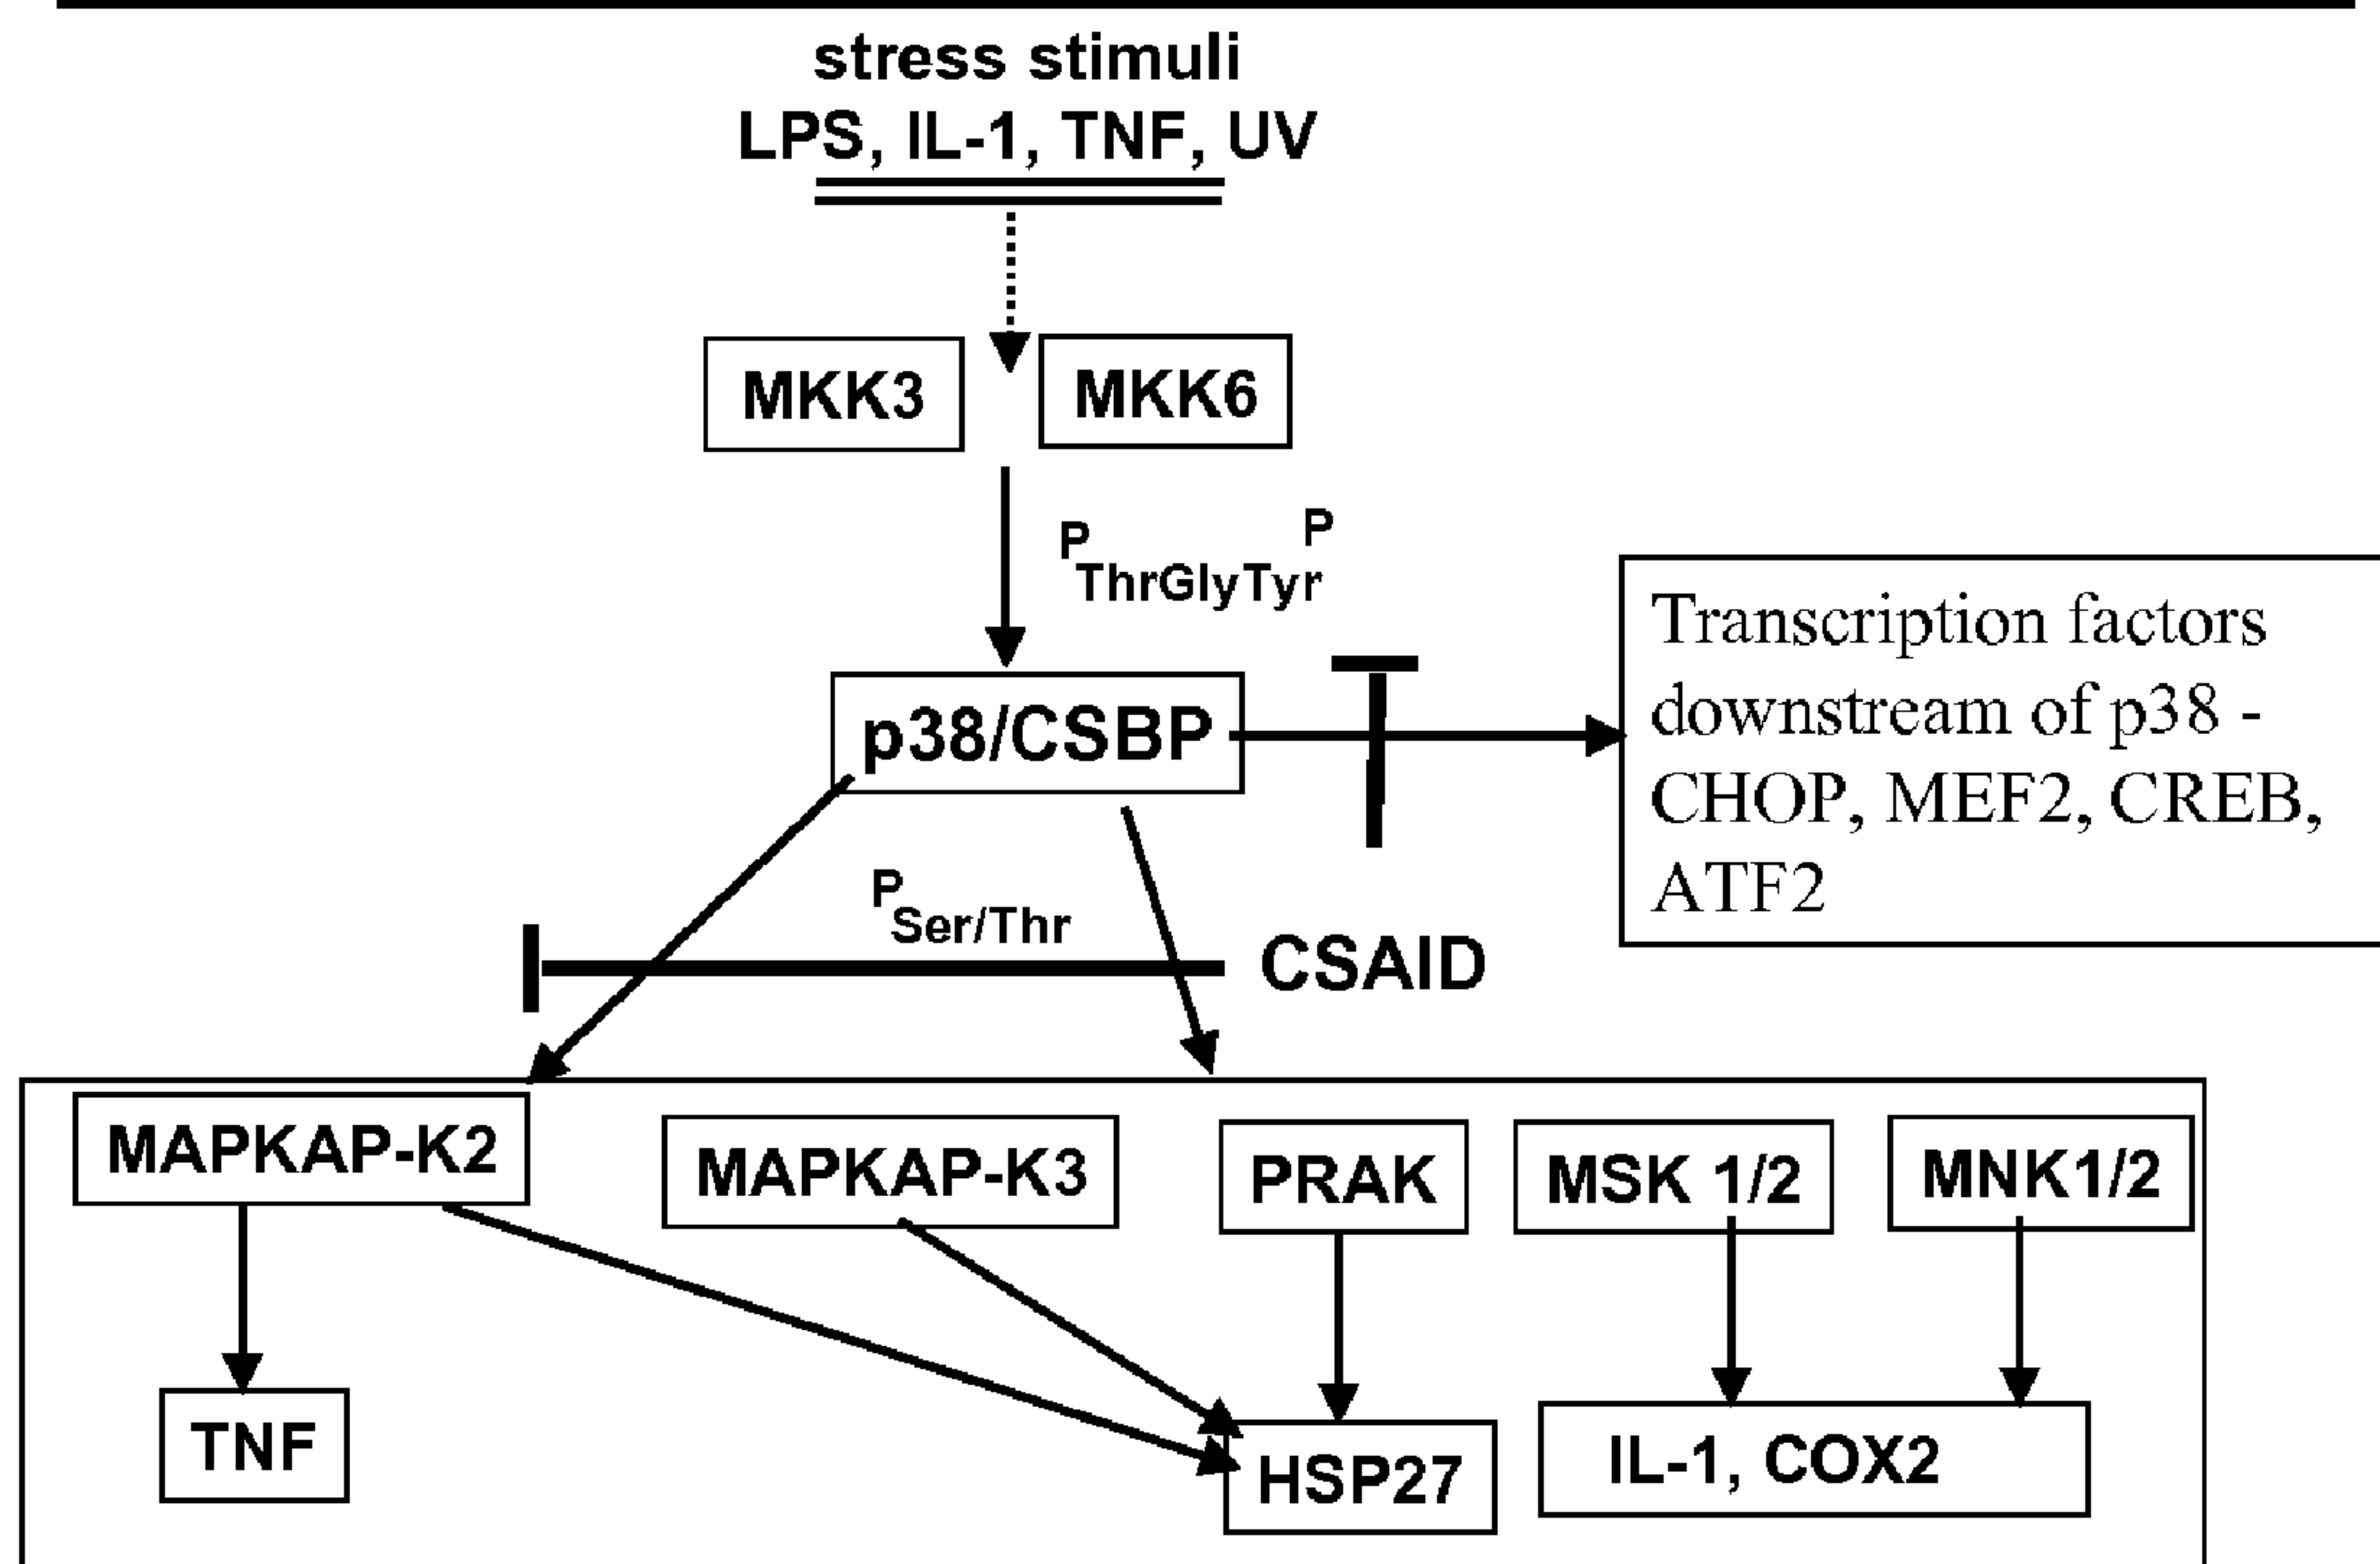 stress stimuli
LPS, IL-1, TNF, UV
MKK3
MKK6
P
P
ThrGlyTyr
p38/CSBP
Transcription factors
downstream of p38 -
CHOP, MEF2, CREB,
ATF2
P
Ser/Thr
CSAID
MAPKAP-K2
MAPKAP-K3
PRAK
MSK 1/2
MNK1/2
TNF
HSP27
IL-1, COX2